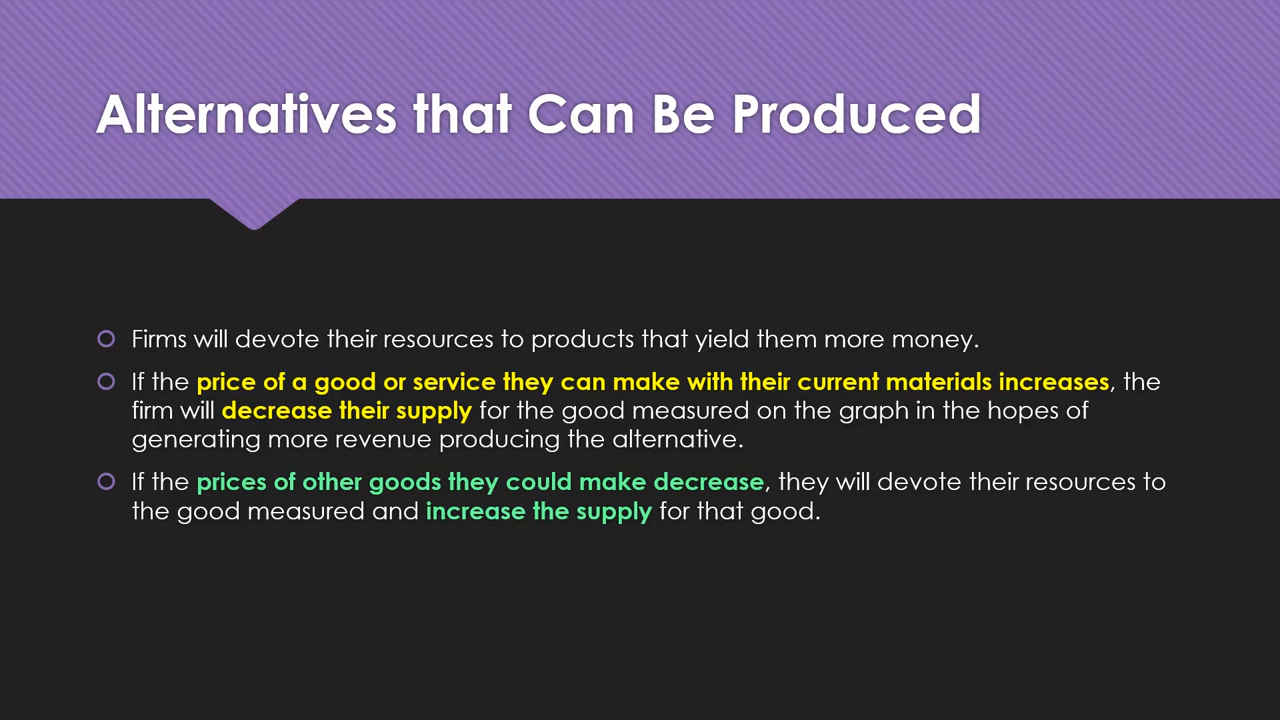 Alternatives that Can Be Produced
Firms will devote their resources to products that yield them more money.
If the price of a good or service they can make with their current materials increases, the
firm will decrease their supply for the good measured on the graph in the hopes of
generating more revenue producing the alternative.
If the prices of other goods they could make decrease, they will devote their resources to
the good measured and increase the supply for that good.